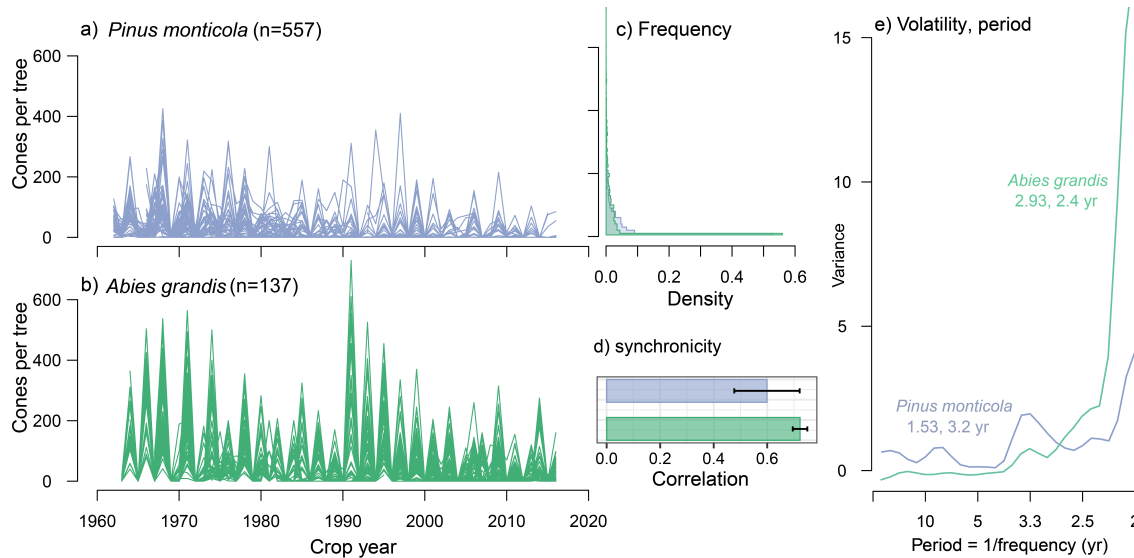 a) Pinus monticola (n=557)
Cones per tree
600
400
200
0
b) Abies grandis (n=137)
Cones per tree
600
400
200
0
1960 1970 1980 1990 2000 2010 2020
Crop year
c) Frequency
0.0 0.2 0.4 0.6
Density
d) synchronicity
0.0 0.2 0.4 0.6
Correlation
e) Volatility, period
Variance
15
10
5
0
Abies grandis
2.93, 2.4 yr
Pinus monticola
1.53, 3.2 yr
10 5 3.3 2.5 2
Period = 1/frequency (yr)